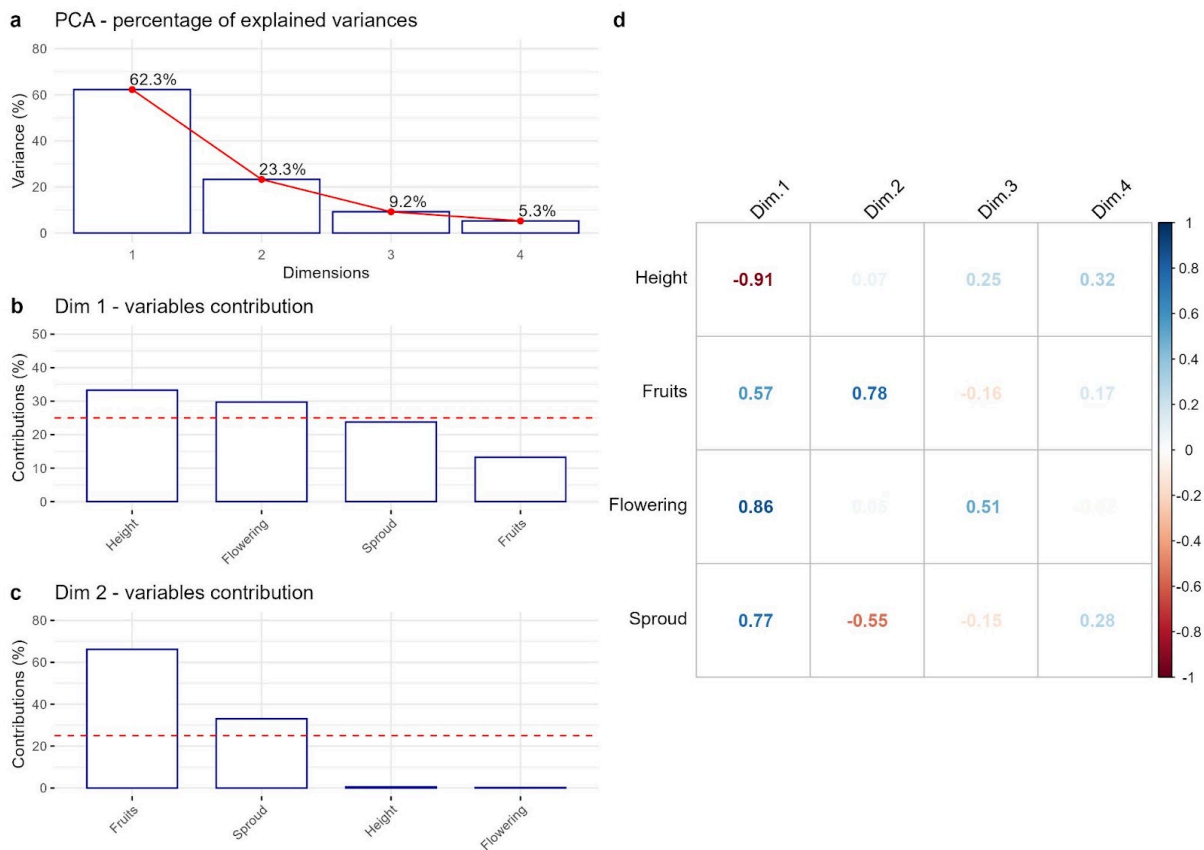 a PCA - percentage of explained variances
80
60
40
20
0
Variance (%)
62.3%
23.3%
9.2%
5.3%
1 2 3 4
Dimensions
b Dim 1 - variables contribution
50
40
30
20
10
0
Contributions (%)
Height Flowering Sproud Fruits
c Dim 2 - variables contribution
80
60
40
20
0
Contributions (%)
Fruits Sproud Height Flowering
d
Dim.1 Dim.2 Dim.3 Dim.4
Height -0.91 0.07 0.25 0.32
Fruits 0.57 0.78 -0.16 0.17
Flowering 0.86 0.05 0.51
Sproud 0.77 -0.55 -0.15 0.28
1
0.8
0.6
0.4
0.2
0
-0.2
-0.4
-0.6
-0.8
-1